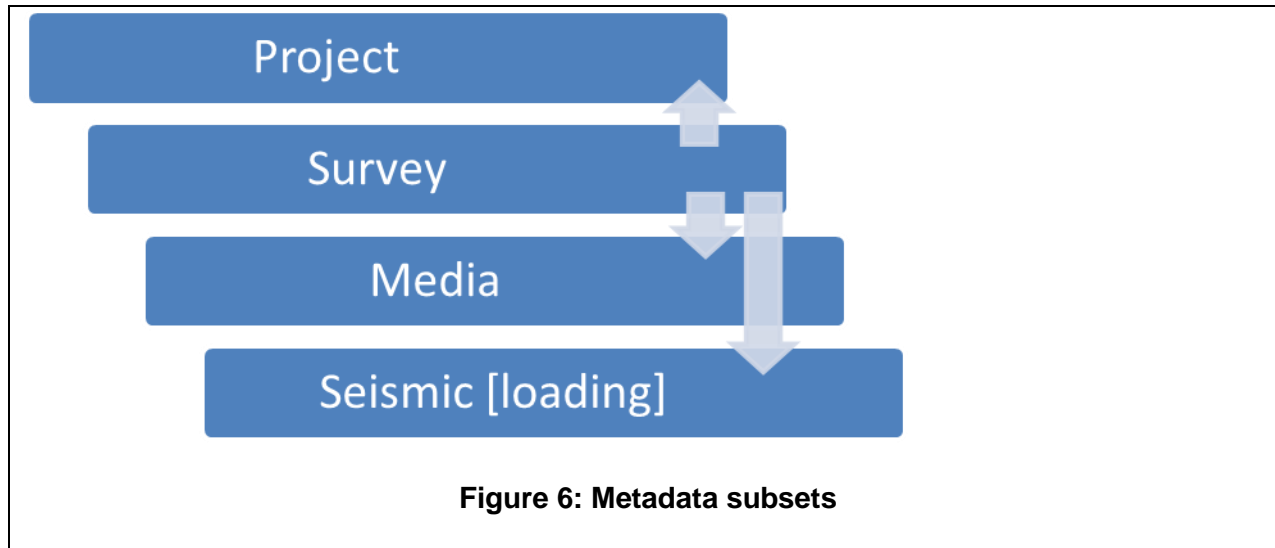 Project
Survey
Media
Seismic [loading]
Figure 6: Metadata subsets